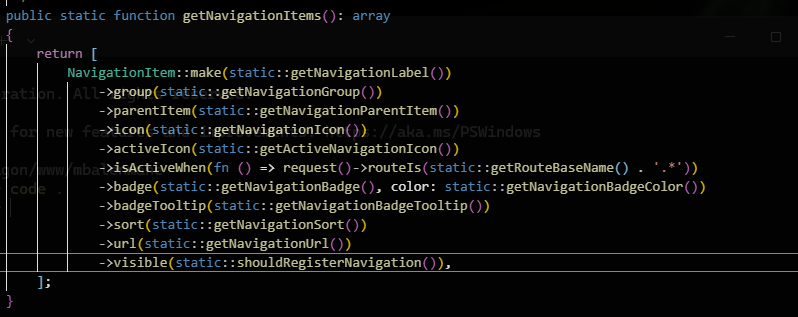 public static function getNavigationItems(): array
{
return [
NavigationItem::make(static::getNavigationLabel())
->group(static::getNavigationGroup())
->parentItem(static::getNavigationParentItem())
->icon(static::getNavigationIcon())
->activeIcon(static::getActiveNavigationIcon())
->isActiveWhen(fn () => request()->routeIs(static::getRouteBaseName() . '.*'))
->badge(static::getNavigationBadge(), color: static::getNavigationBadgeColor())
->badgeTooltip(static::getNavigationBadgeTooltip())
->sort(static::getNavigationSort())
->url(static::getNavigationUrl())
->visible(static::shouldRegisterNavigation()),
];
}